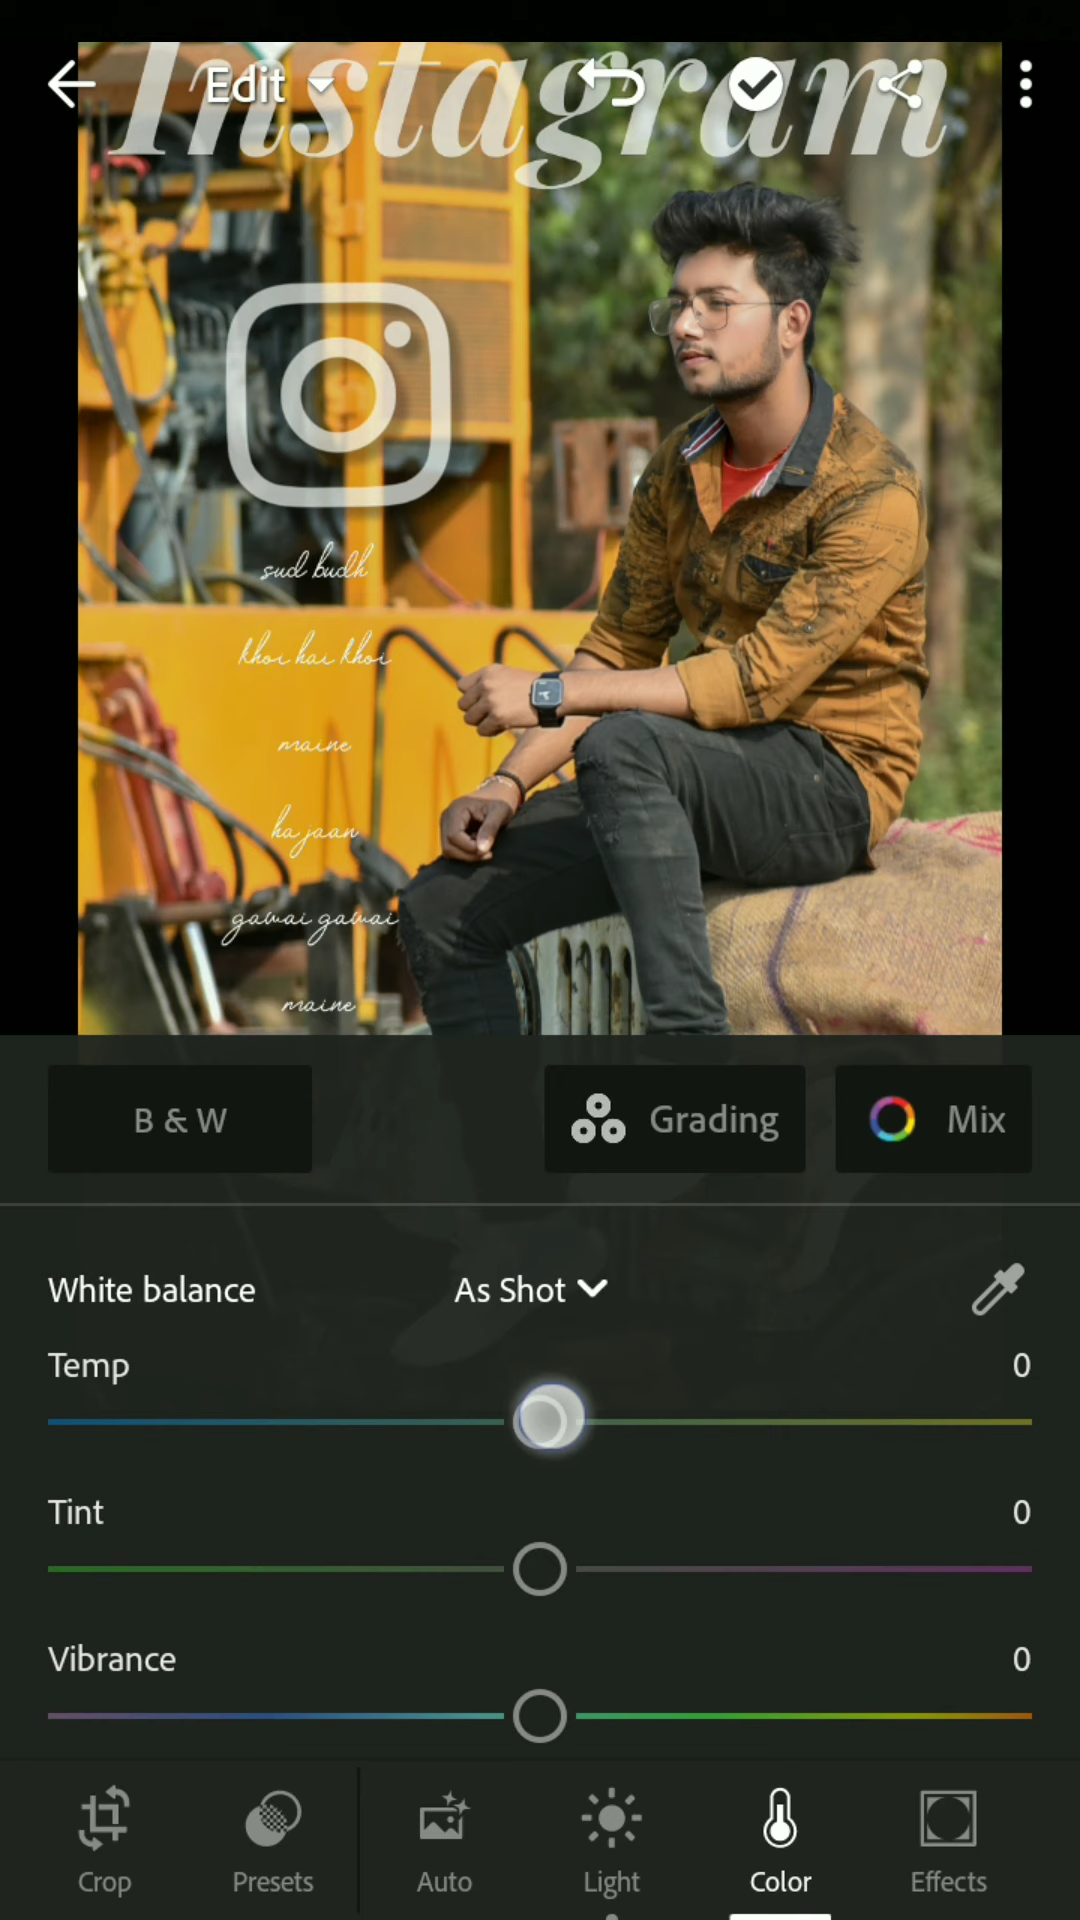 Instagram
Edit
sud budh
khoi hai khoi
maine
ha jaan
gawai gawai
maine
B & W
Grading
Mix
White balance
As Shot
Temp
0
Tint
0
Vibrance
0
Crop
Presets
Auto
Light
Color
Effects